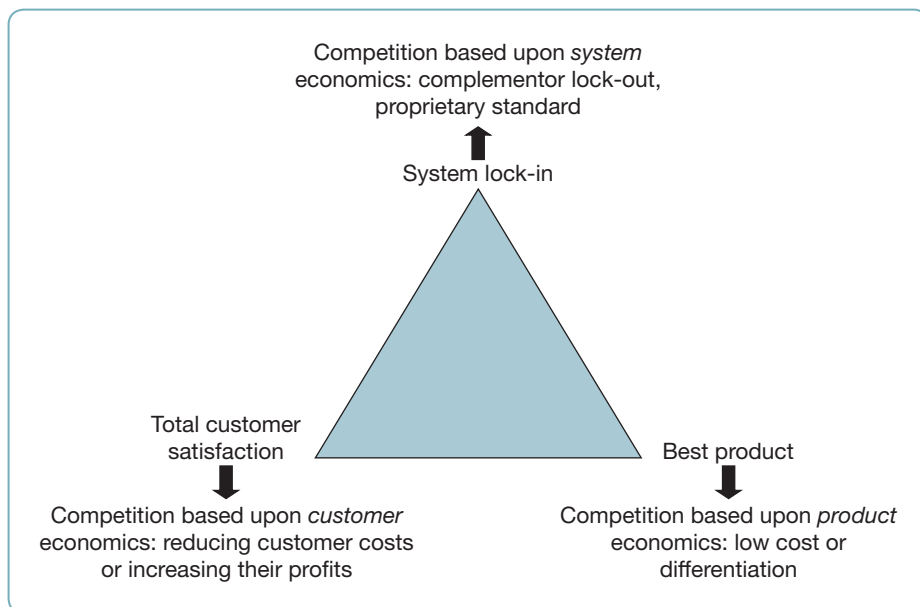 Competition based upon system
economics: complementor lock-out,
proprietary standard
System lock-in
Total customer
satisfaction
Best product
Competition based upon customer
economics: reducing customer costs
or increasing their profits
Competition based upon product
economics: low cost or
differentiation